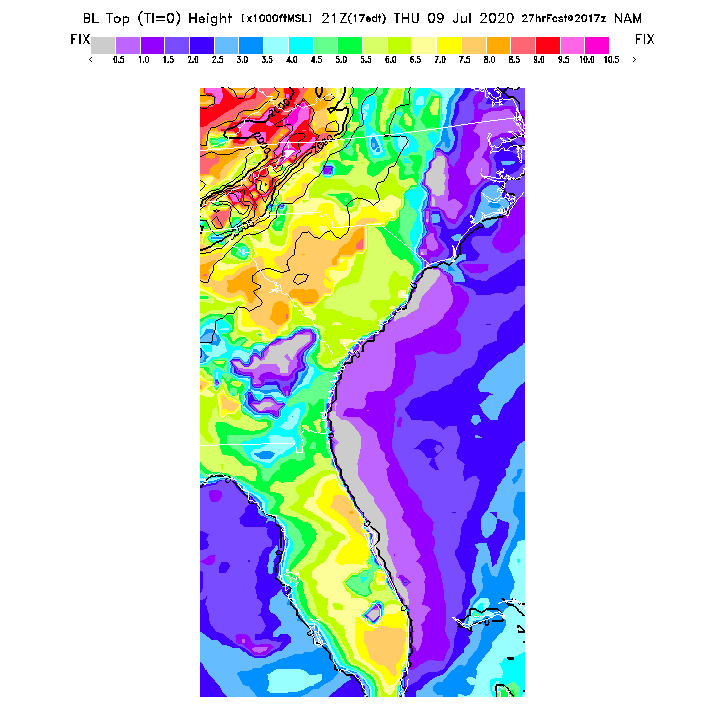 BL Top (TI=0) Height [x1000ftMSL] 21Z(17edt) THU 09 Jul 2020 27hrFcst@2017z NAM
FIX FIX
< 0.5 1.0 1.5 2.0 2.5 3.0 3.5 4.0 4.5 5.0 5.5 6.0 6.5 7.0 7.5 8.0 8.5 9.0 9.5 10.0 10.5 >